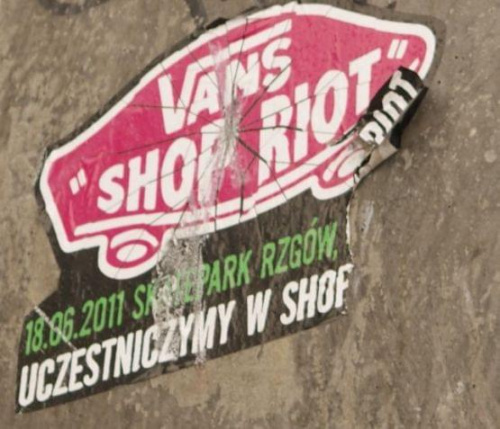 VANS
"SHOP RIOT"
RIOT
18.06.2011 SKATEPARK RZGÓW,
UCZESTNICZYMY W SHOP